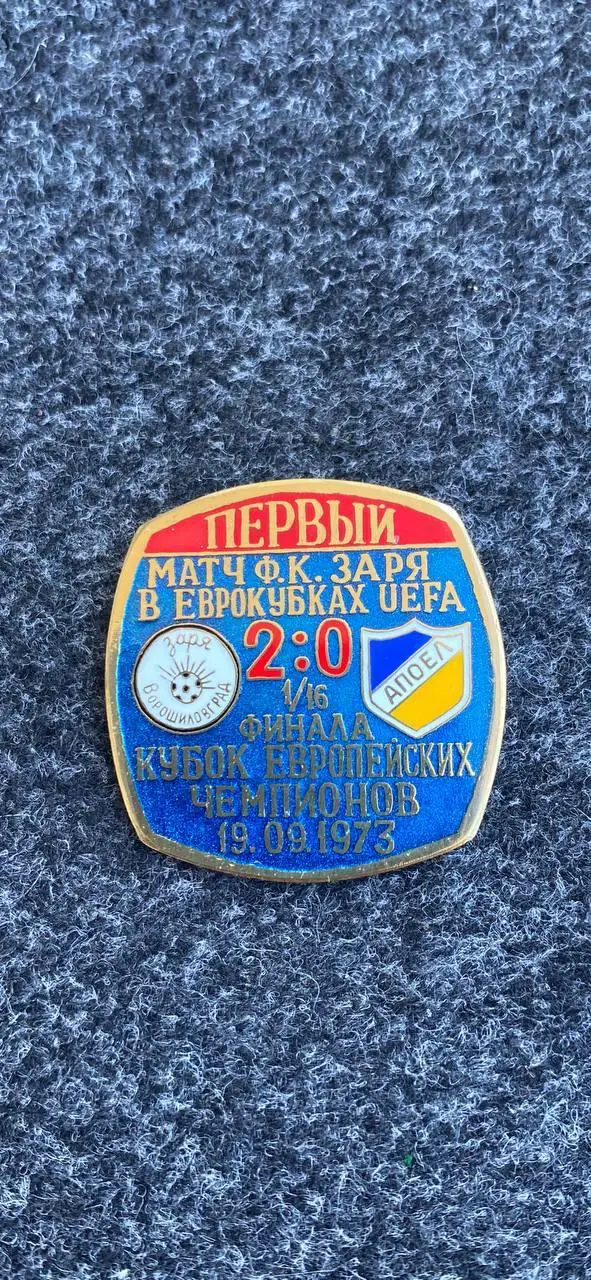 ПЕРВЫЙ
МАТЧ Ф.К. ЗАРЯ
В ЕВРОКУБКАХ UEFA
заря
ВОРОШИЛОВГРАД
2:0
АПОЕЛ
1/16
ФИНАЛА
КУБОК ЕВРОПЕЙСКИХ
ЧЕМПИОНОВ
19.09.1973